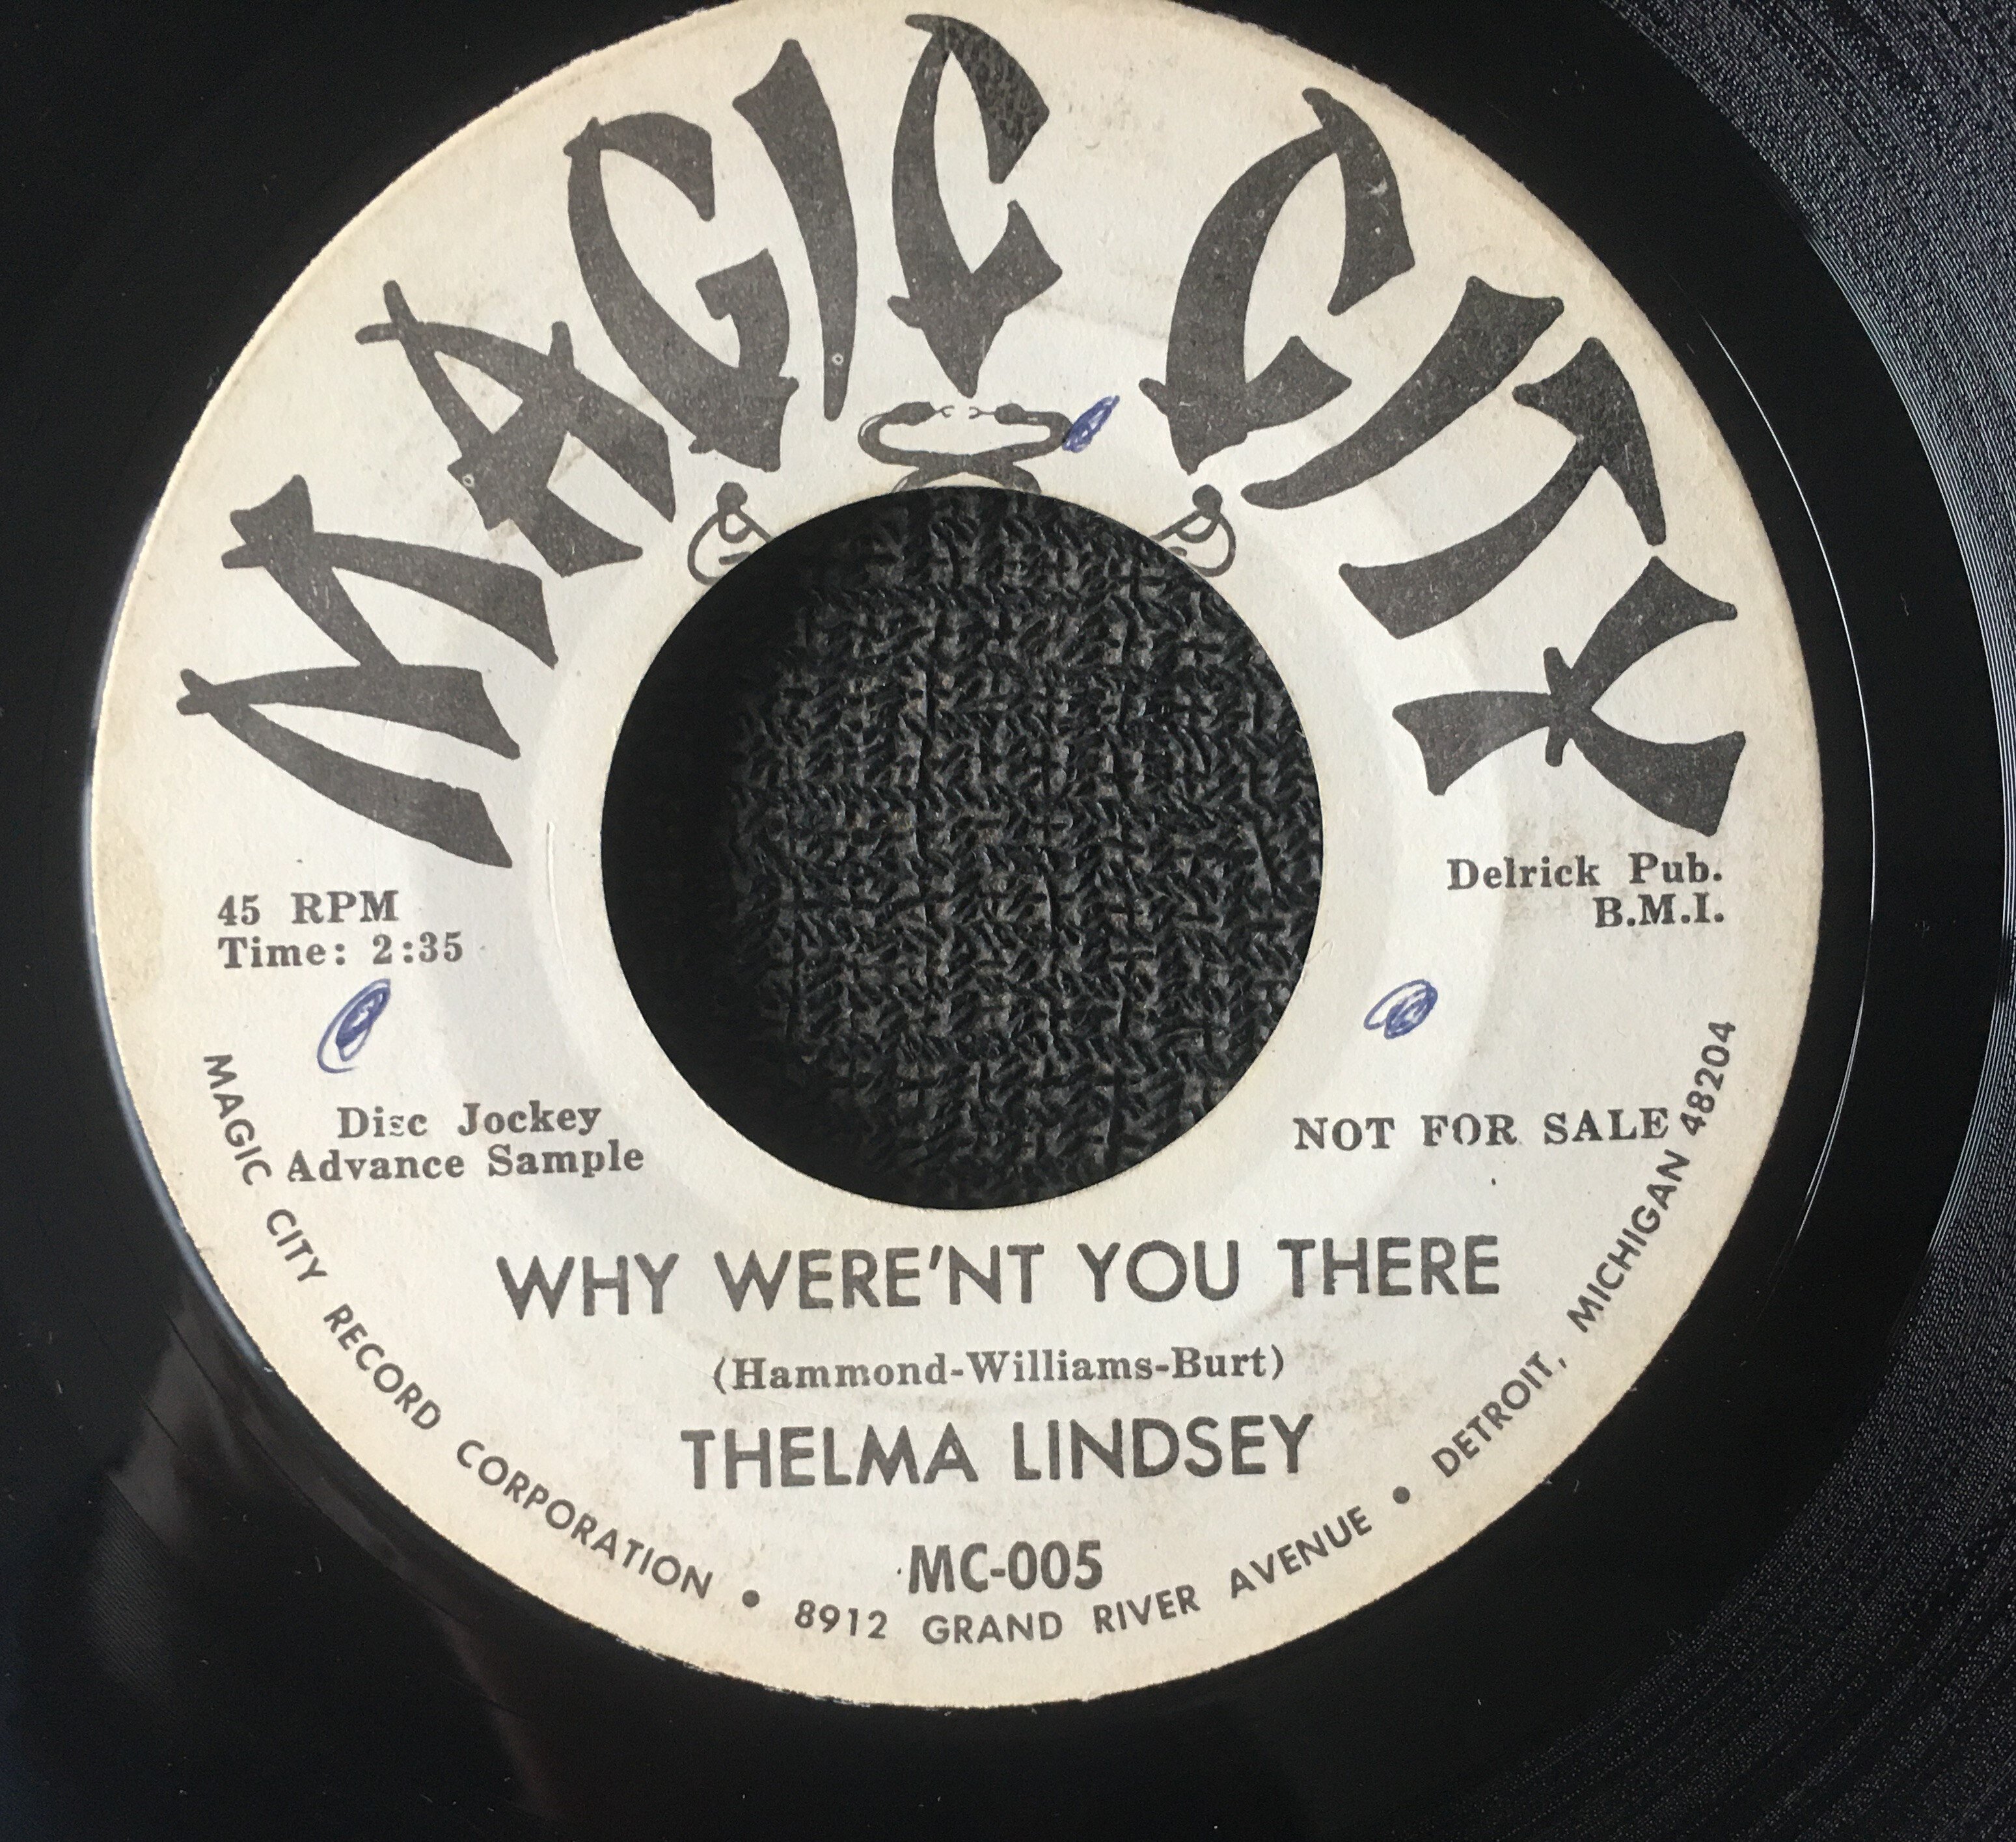 MAGIC CITY
45 RPM
Time: 2:35
Delrick Pub.
B.M.I.
Disc Jockey
Advance Sample
NOT FOR SALE
WHY WERE'NT YOU THERE
(Hammond-Williams-Burt)
THELMA LINDSEY
MC-005
MAGIC CITY RECORD CORPORATION • 8912 GRAND RIVER AVENUE • DETROIT, MICHIGAN 48204